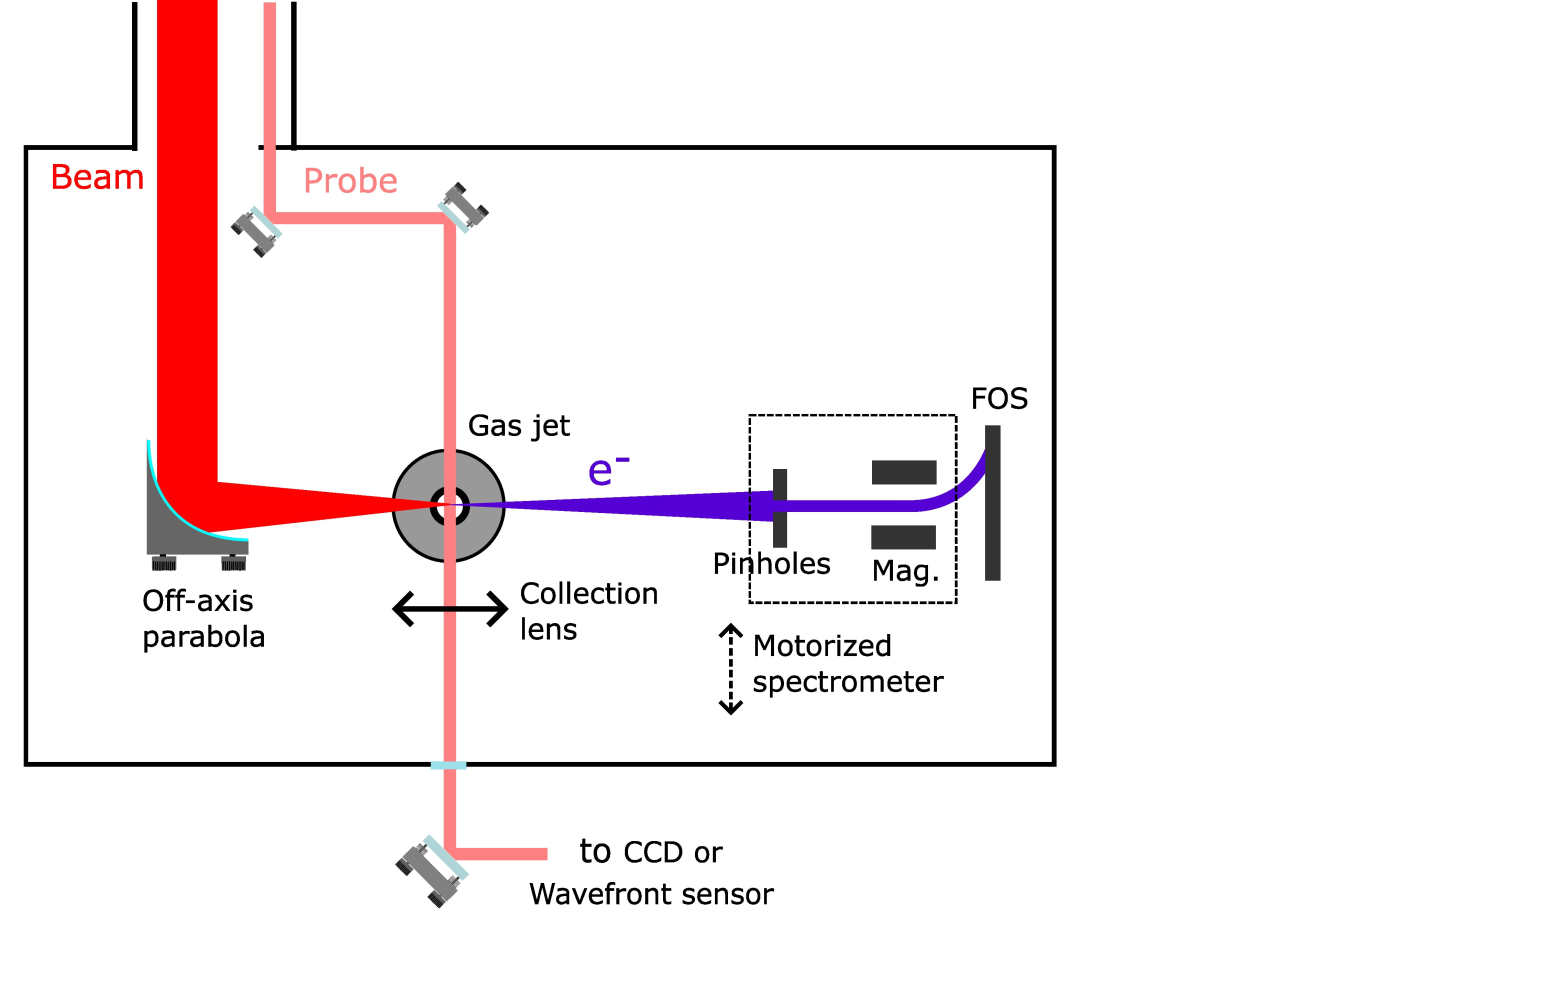 Beam
Probe
FOS
Gas jet
e-
Pinholes
Mag.
Off-axis
parabola
Collection
lens
Motorized
spectrometer
to CCD or
Wavefront sensor